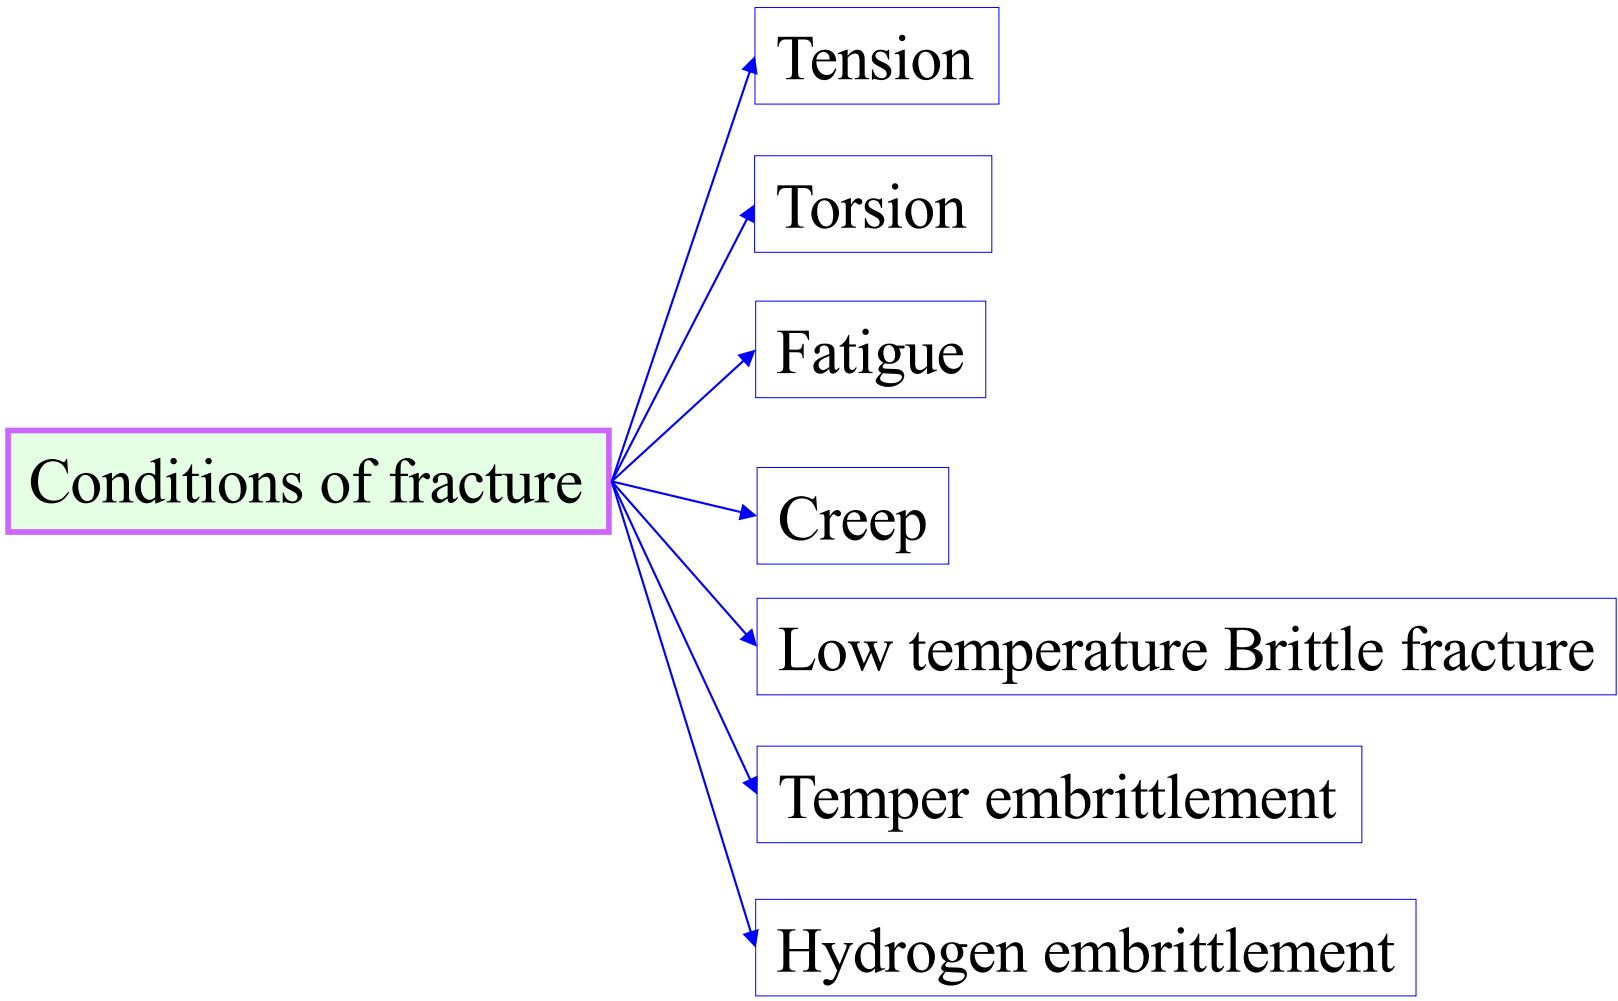 Tension
Torsion
Fatigue
Conditions of fracture
Creep
Low temperature Brittle fracture
Temper embrittlement
Hydrogen embrittlement